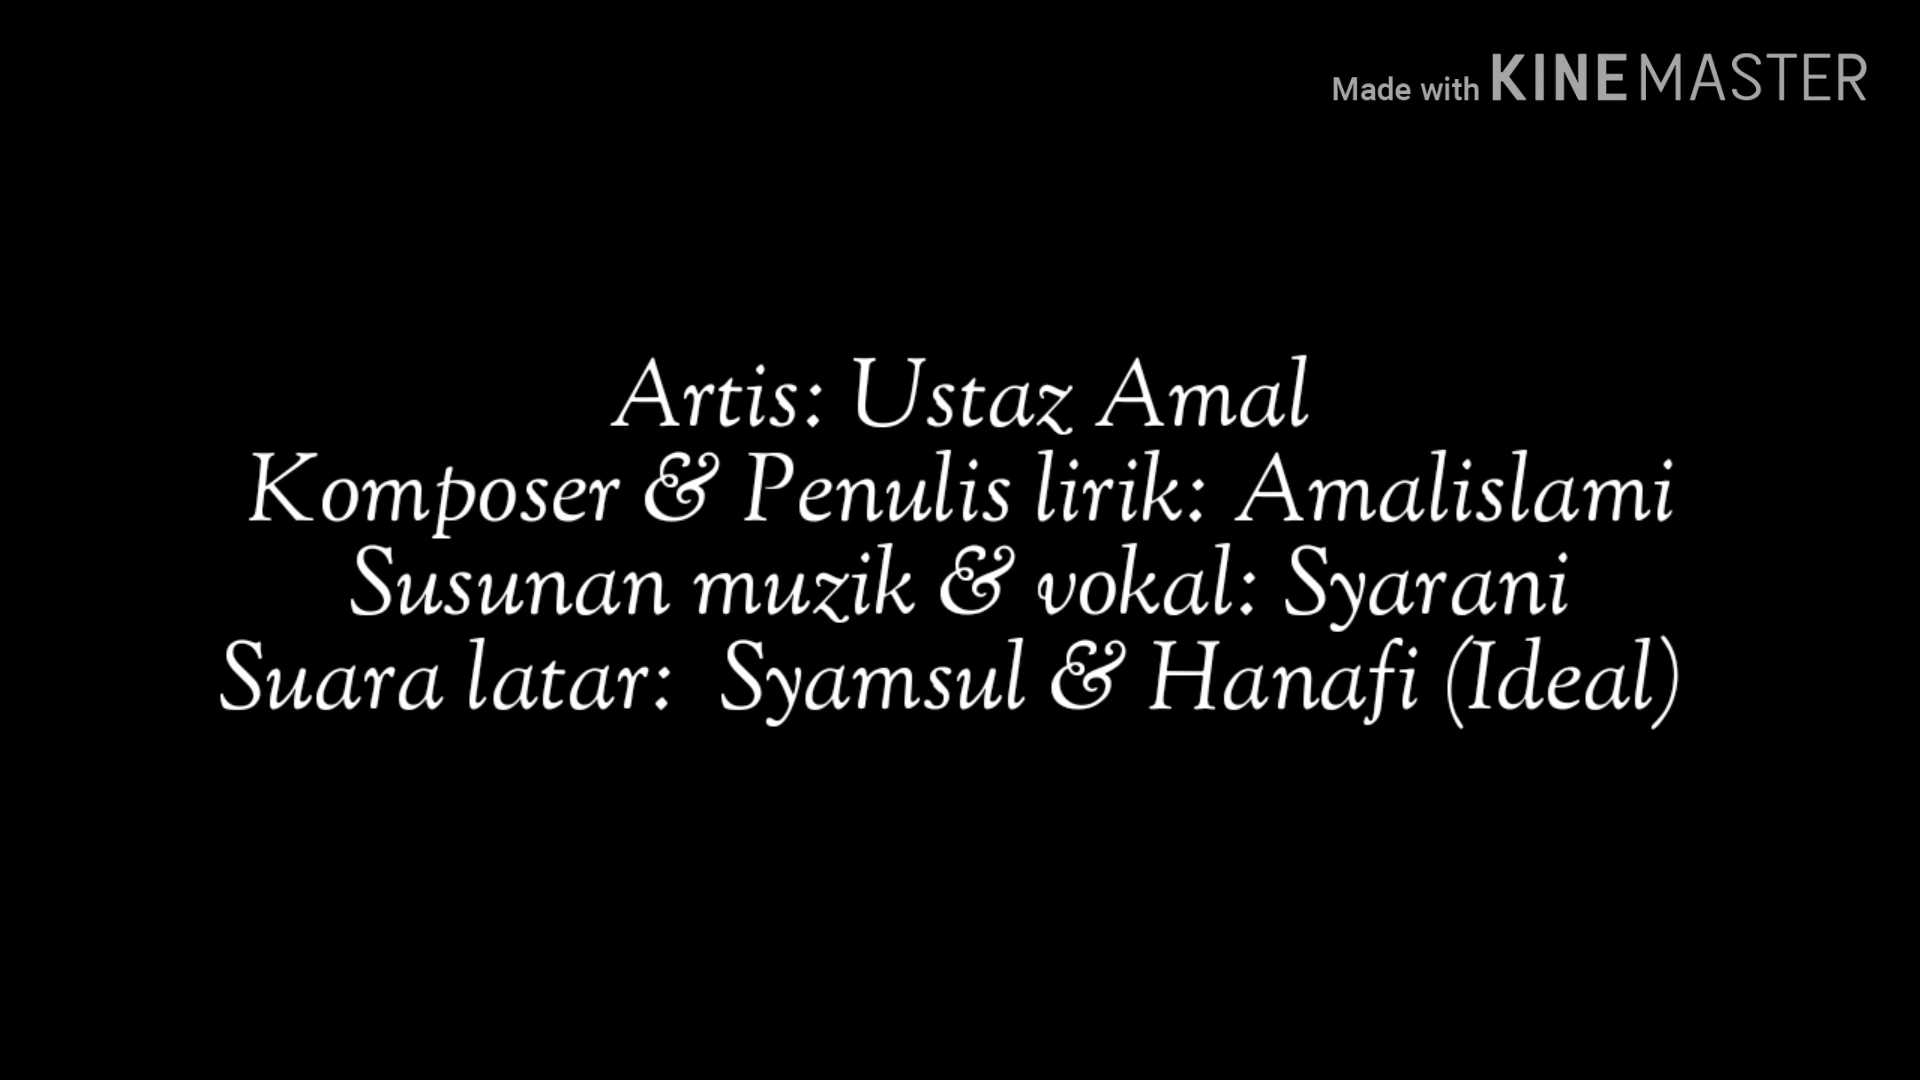 Made with KINEMASTER
Artis: Ustaz Amal
Komposer & Penulis lirik: Amalislami
Susunan muzik & vokal: Syarani
Suara latar: Syamsul & Hanafi (Ideal)